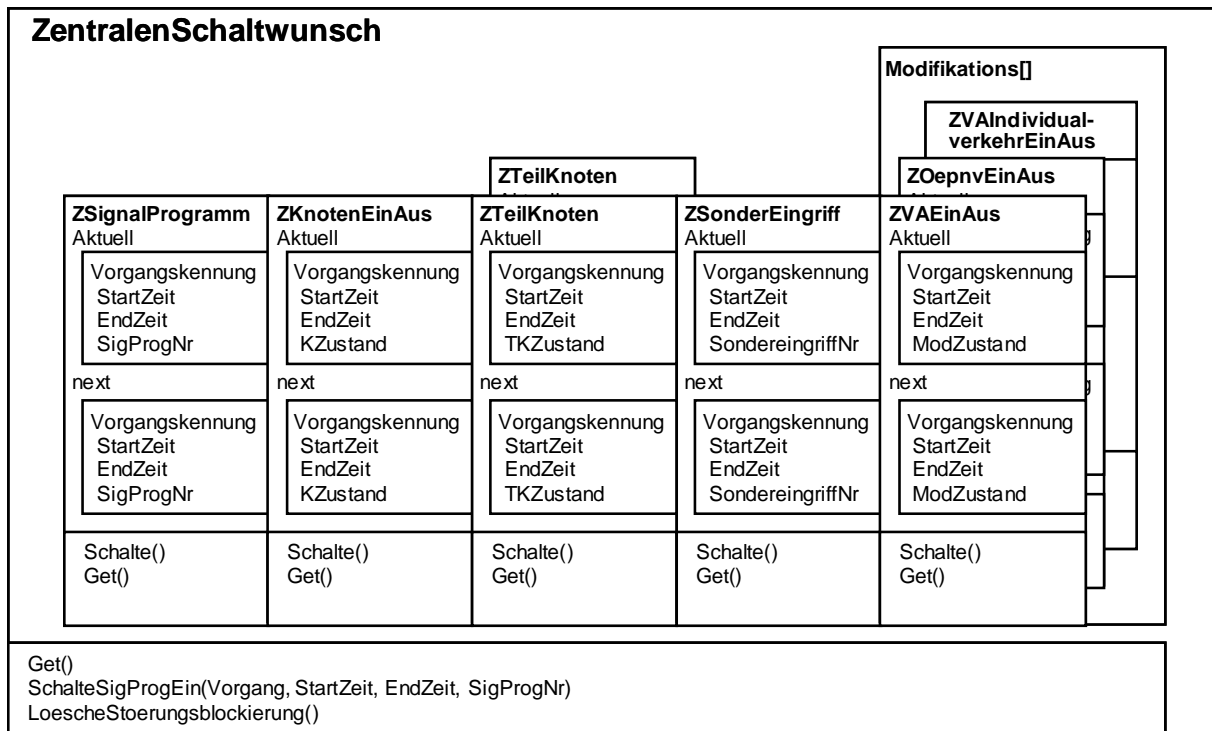 ZentralenSchaltwunsch
Modifikations[]
ZVAIndividual-
verkehrEinAus
ZTeilKnoten
ZOepnvEinAus
ZSignalProgramm
Aktuell
Vorgangskennung
StartZeit
EndZeit
SigProgNr
next
Vorgangskennung
StartZeit
EndZeit
SigProgNr
Schalte()
Get()
ZKnotenEinAus
Aktuell
Vorgangskennung
StartZeit
EndZeit
KZustand
next
Vorgangskennung
StartZeit
EndZeit
KZustand
Schalte()
Get()
ZTeilKnoten
Aktuell
Vorgangskennung
StartZeit
EndZeit
TKZustand
next
Vorgangskennung
StartZeit
EndZeit
TKZustand
Schalte()
Get()
ZSonderEingriff
Aktuell
Vorgangskennung
StartZeit
EndZeit
SondereingriffNr
next
Vorgangskennung
StartZeit
EndZeit
SondereingriffNr
Schalte()
Get()
ZVAEinAus
Aktuell
Vorgangskennung
StartZeit
EndZeit
ModZustand
next
Vorgangskennung
StartZeit
EndZeit
ModZustand
Schalte()
Get()
Get()
SchalteSigProgEin(Vorgang, StartZeit, EndZeit, SigProgNr)
LoescheStoerungsblockierung()